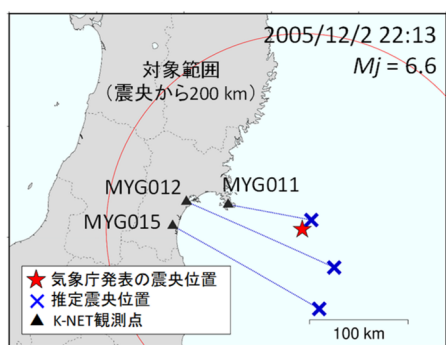 2005/12/2 22:13
Mj = 6.6
対象範囲
（震央から200 km）
MYG012
MYG011
MYG015
気象庁発表の震央位置
推定震央位置
K-NET観測点
100 km